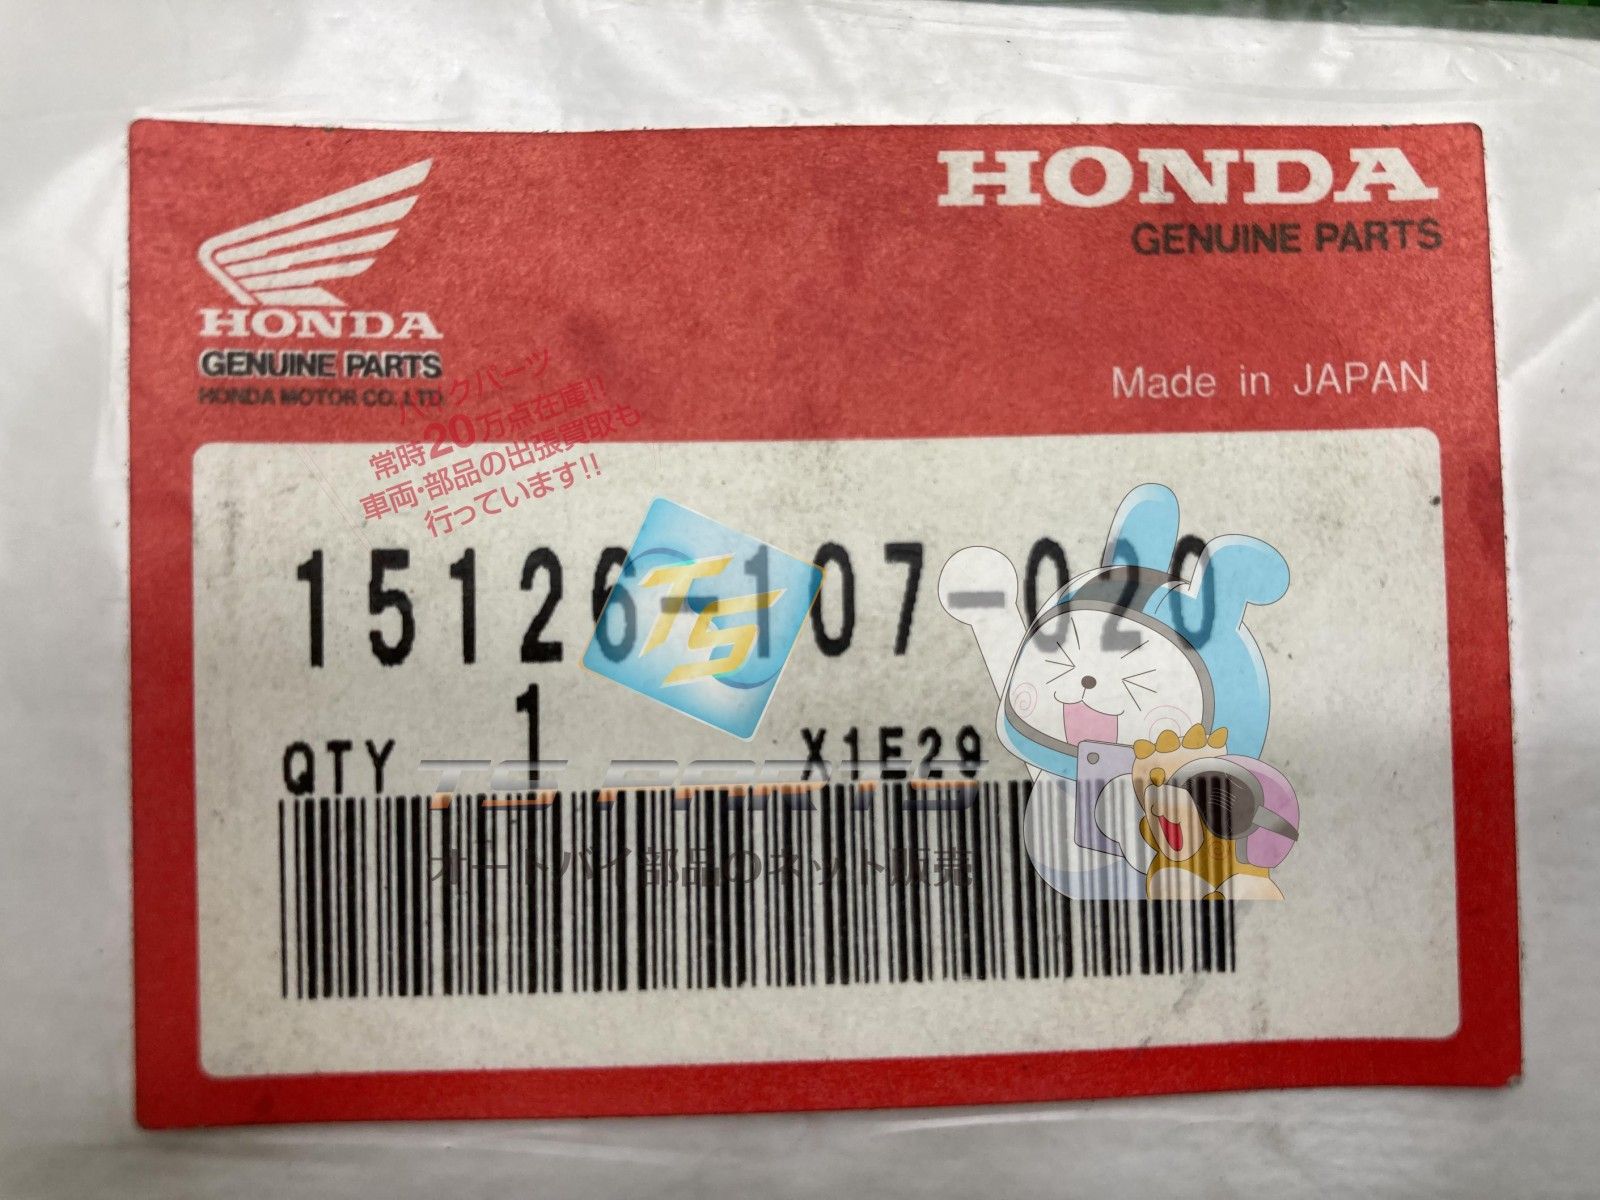 HONDA
GENUINE PARTS
HONDA
GENUINE PARTS
HONDA MOTOR CO., LTD.
Made in JAPAN
バイクパーツ
常時20万点在庫!!
車両・部品の出張買取も
行っています!!
15126-107-020
TS
QTY 1 X1E29
TS PARTS
オートバイ部品のネット販売